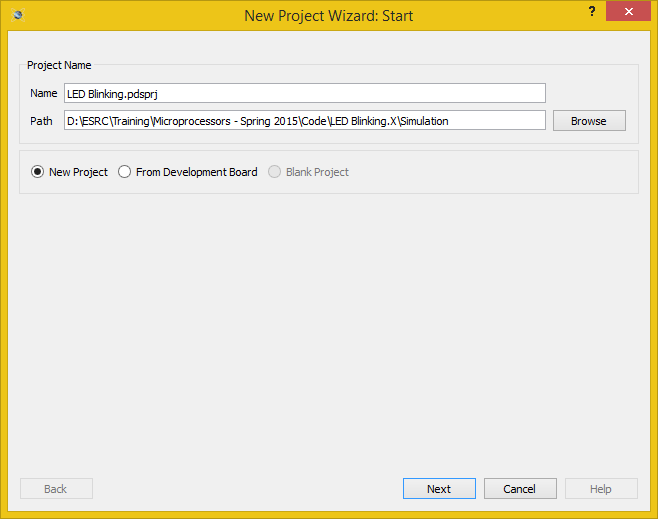 New Project Wizard: Start
?
Project Name
Name LED Blinking.pdsprj
Path D:\ESRC\Training\Microprocessors - Spring 2015\Code\LED Blinking.X\Simulation Browse
New Project From Development Board Blank Project
Back Next Cancel Help